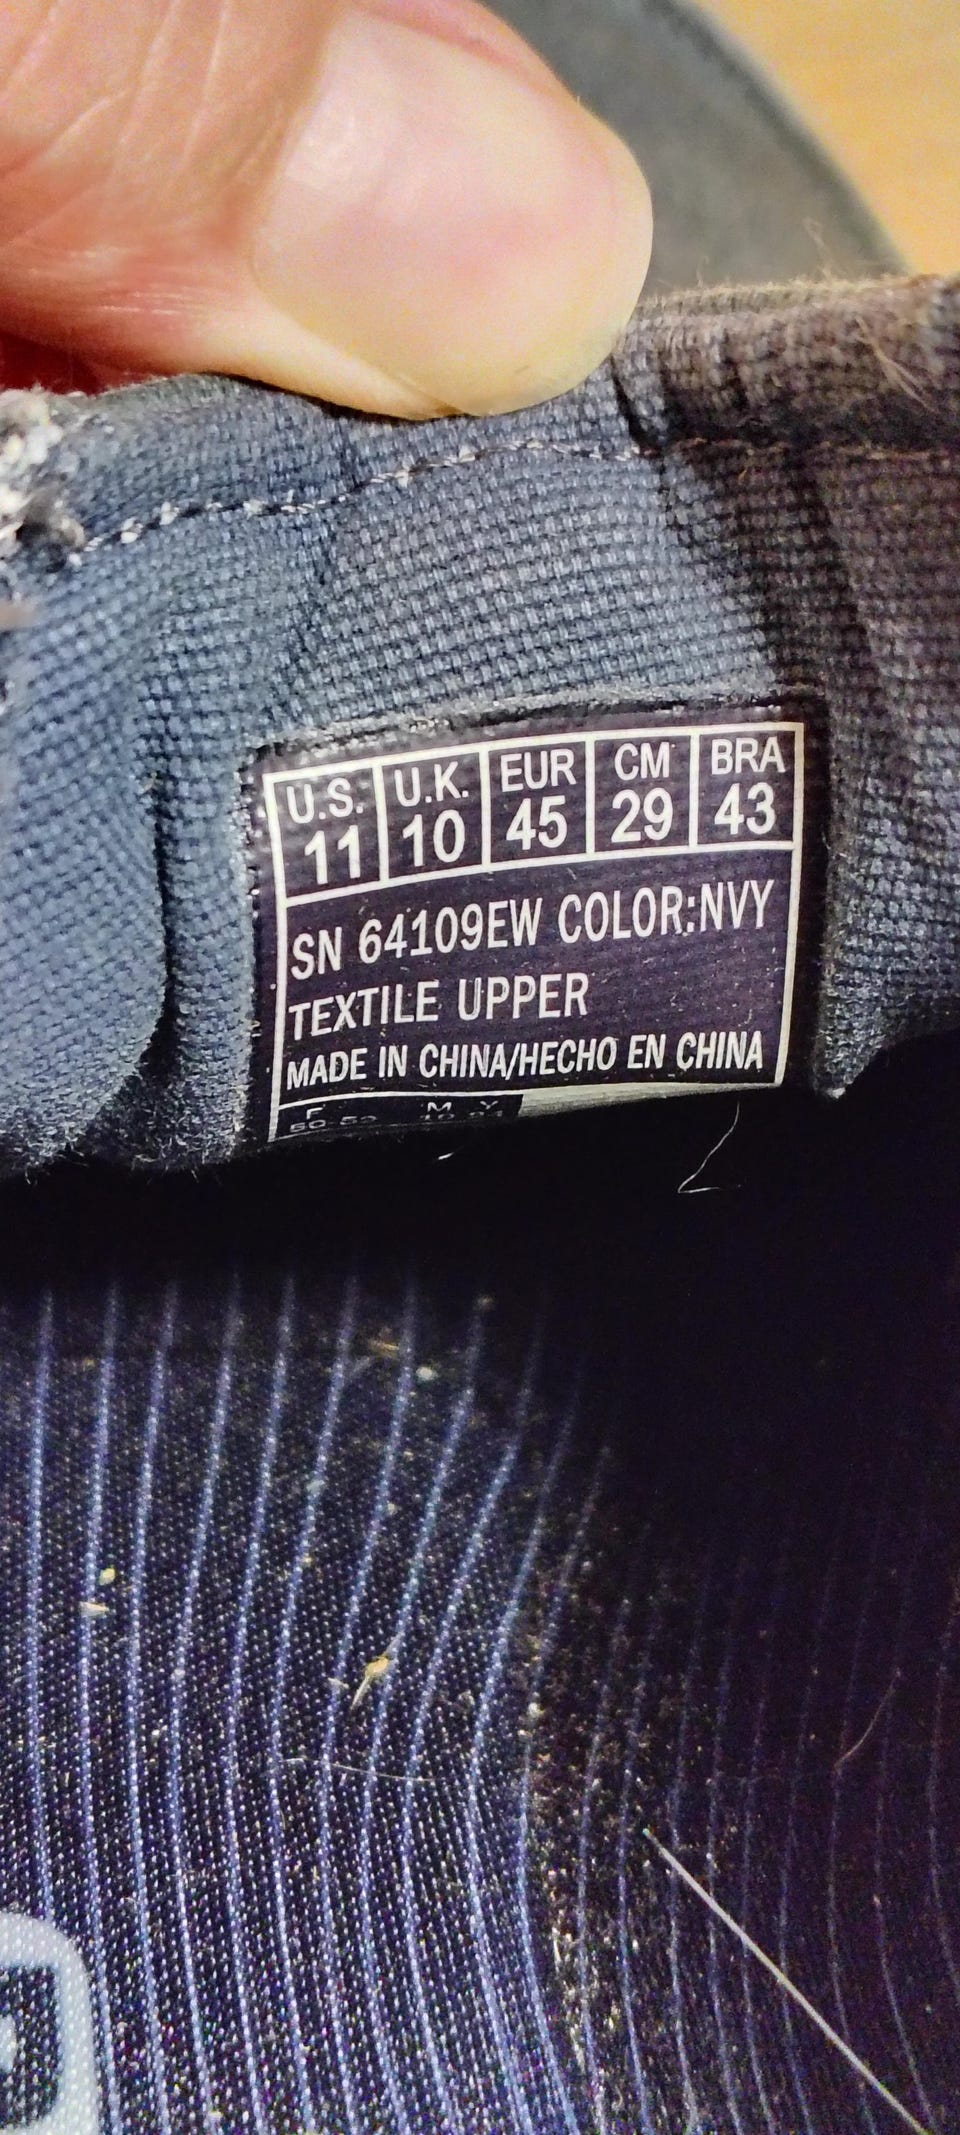 U.S. U.K. EUR CM BRA
11 10 45 29 43
SN 64109EW COLOR:NVY
TEXTILE UPPER
MADE IN CHINA/HECHO EN CHINA
F M Y